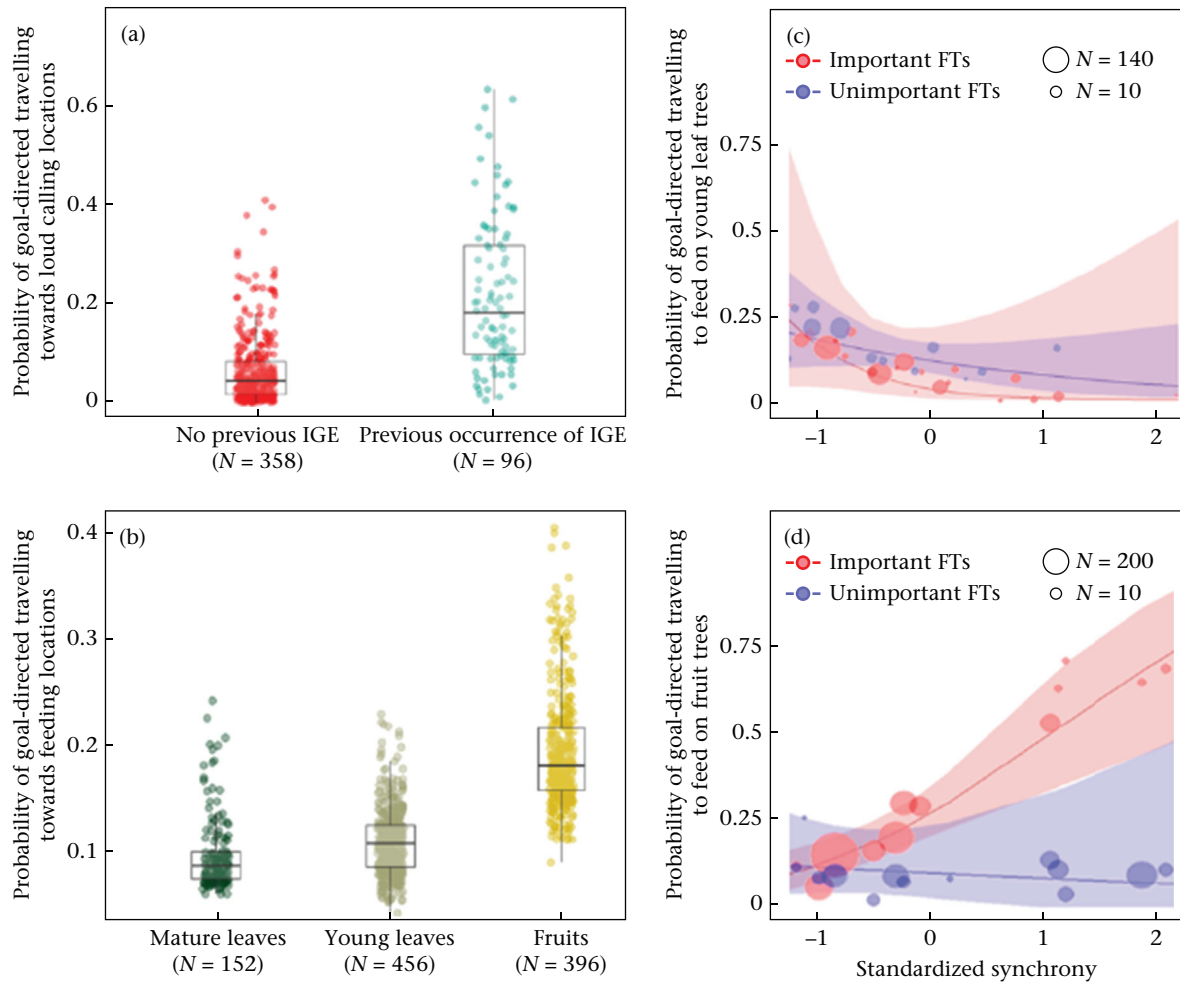 (a)
Probability of goal-directed travelling
towards loud calling locations
0.6
0.4
0.2
0
No previous IGE
(N = 358)
Previous occurrence of IGE
(N = 96)
(b)
Probability of goal-directed travelling
towards feeding locations
0.4
0.3
0.2
0.1
Mature leaves
(N = 152)
Young leaves
(N = 456)
Fruits
(N = 396)
(c)
Important FTs
Unimportant FTs
N = 140
N = 10
Probability of goal-directed travelling
to feed on young leaf trees
0.75
0.5
0.25
0
–1
0
1
2
(d)
Important FTs
Unimportant FTs
N = 200
N = 10
Probability of goal-directed travelling
to feed on fruit trees
0.75
0.5
0.25
0
–1
0
1
2
Standardized synchrony